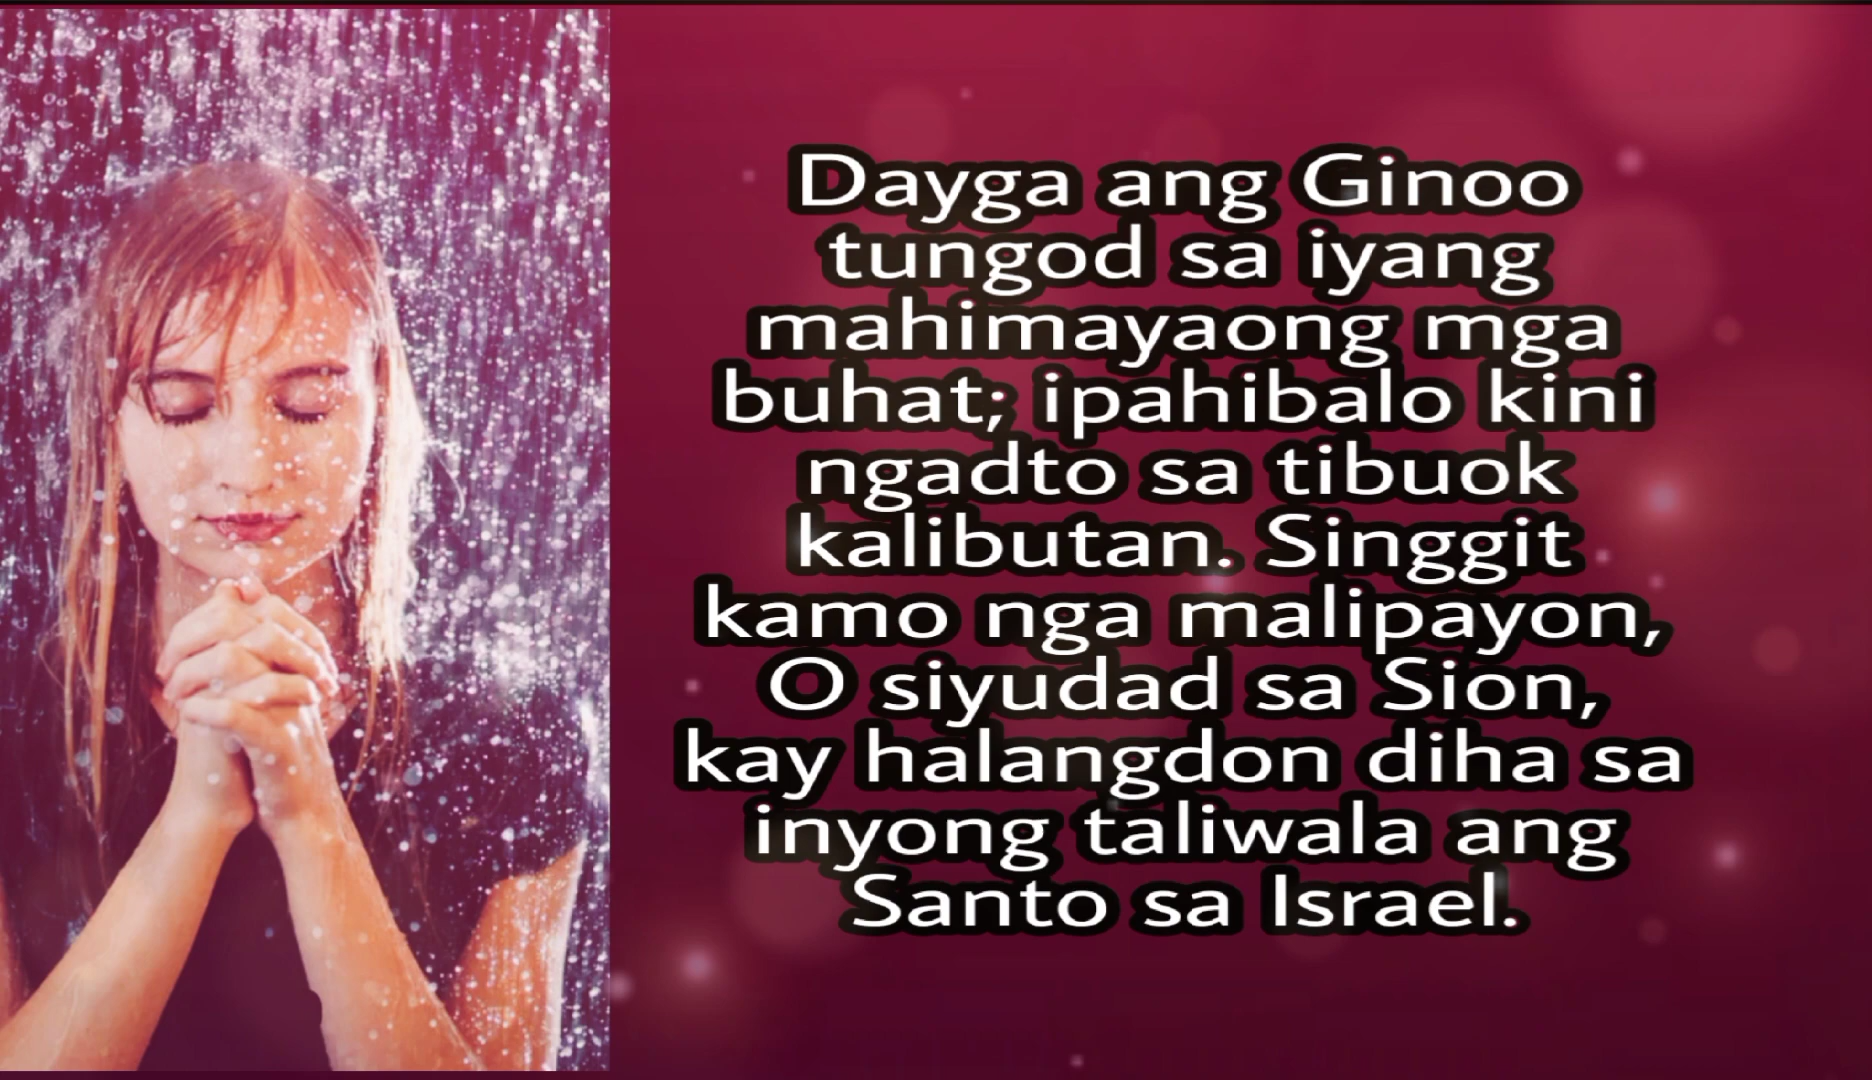 Dayga ang Ginoo
tungod sa iyang
mahimayaong mga
buhat; ipahibalo kini
ngadto sa tibuok
kalibutan. Singgit
kamo nga malipayon,
O siyudad sa Sion,
kay halangdon diha sa
inyong taliwala ang
Santo sa Israel.